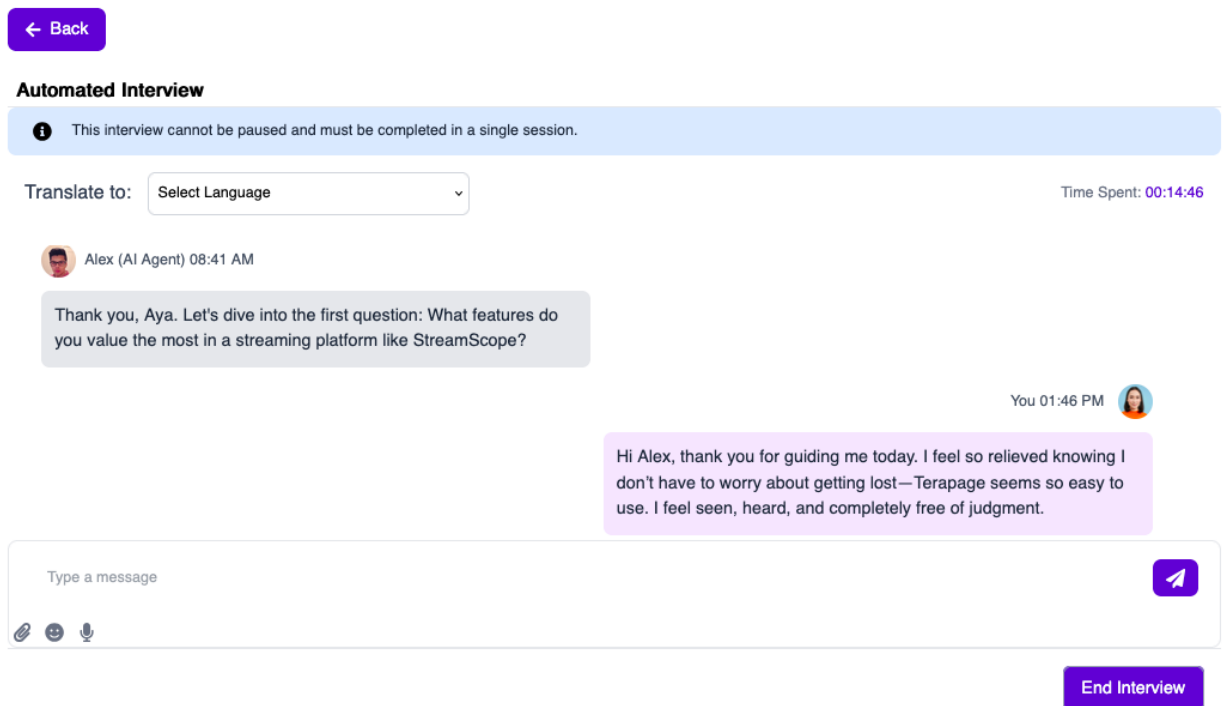 Back
Automated Interview
This interview cannot be paused and must be completed in a single session.
Translate to: Select Language
Time Spent: 00:14:46
Alex (AI Agent) 08:41 AM
Thank you, Aya. Let's dive into the first question: What features do
you value the most in a streaming platform like StreamScope?
You 01:46 PM
Hi Alex, thank you for guiding me today. I feel so relieved knowing I
don't have to worry about getting lost—Terapage seems so easy to
use. I feel seen, heard, and completely free of judgment.
Type a message
End Interview